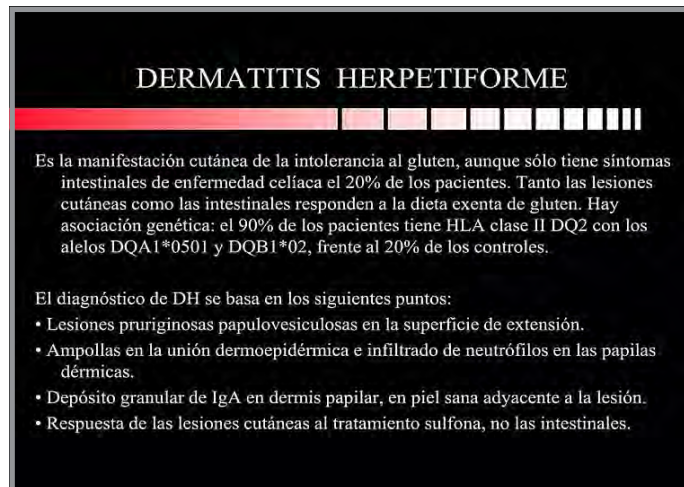 DERMATITIS HERPETIFORME
Es la manifestación cutánea de la intolerancia al gluten, aunque sólo tiene síntomas
intestinales de enfermedad celíaca el 20% de los pacientes. Tanto las lesiones
cutáneas como las intestinales responden a la dieta exenta de gluten. Hay
asociación genética: el 90% de los pacientes tiene HLA clase II DQ2 con los
alelos DQA1*0501 y DQB1*02, frente al 20% de los controles.
El diagnóstico de DH se basa en los siguientes puntos:
• Lesiones pruriginosas papulovesiculosas en la superficie de extensión.
• Ampollas en la unión dermoepidérmica e infiltrado de neutrófilos en las papilas
dérmicas.
• Depósito granular de IgA en dermis papilar, en piel sana adyacente a la lesión.
• Respuesta de las lesiones cutáneas al tratamiento sulfona, no las intestinales.